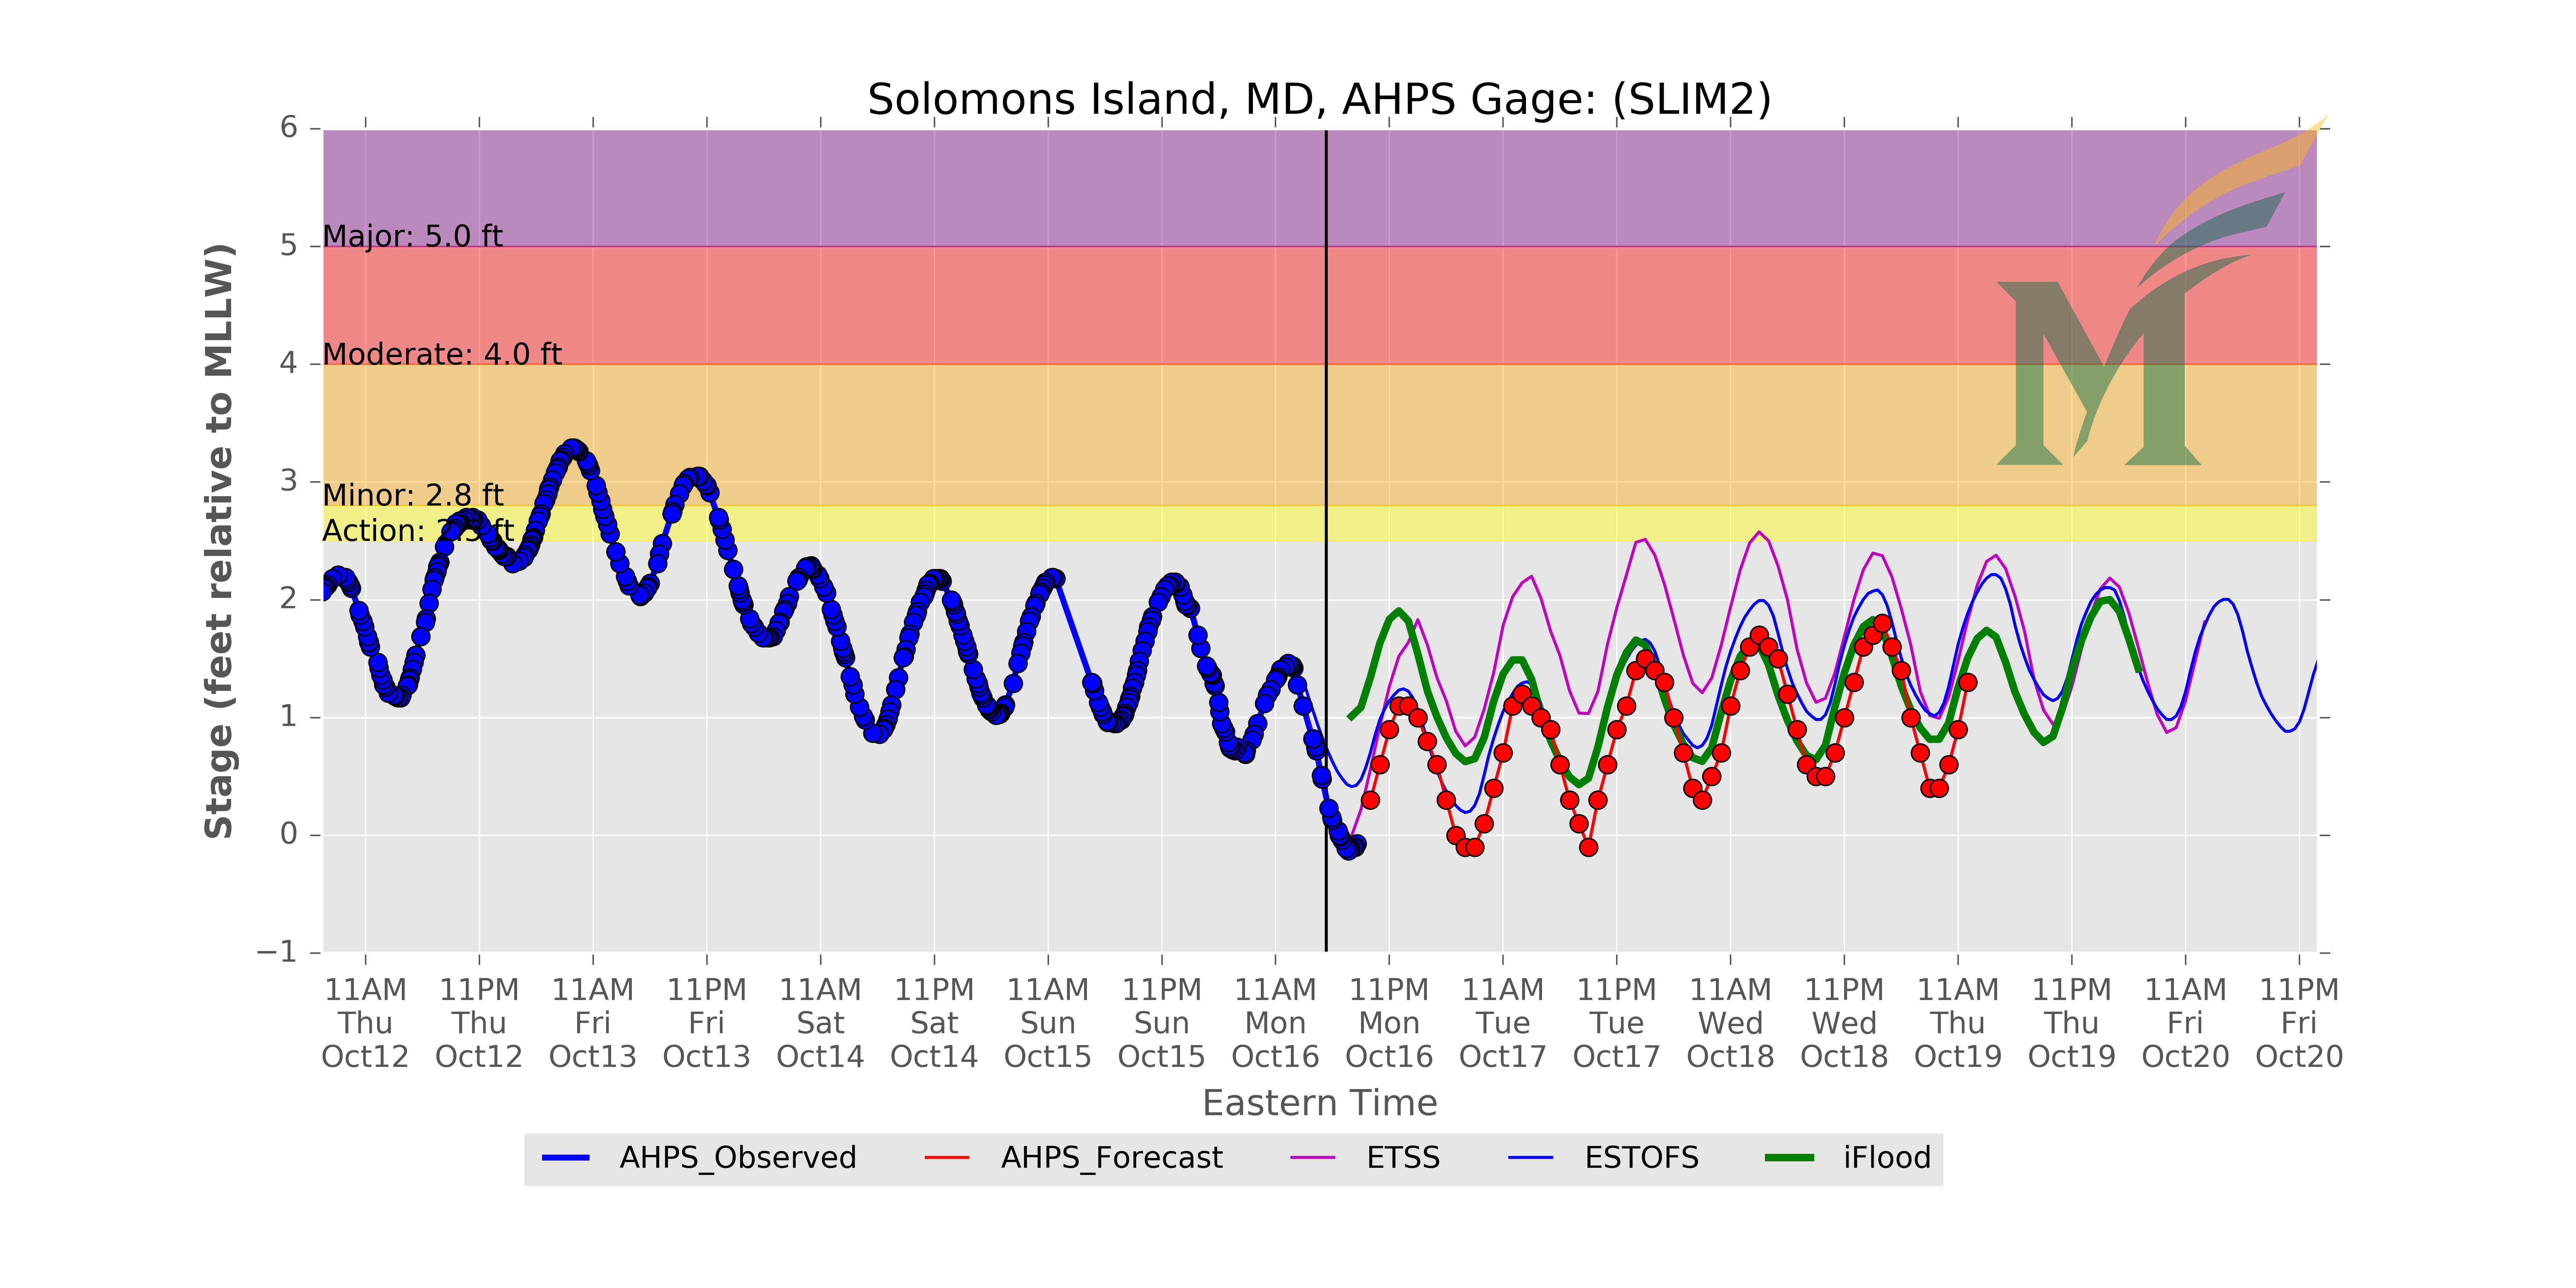 Solomons Island, MD, AHPS Gage: (SLIM2)
6
5
4
3
2
1
0
−1
Stage (feet relative to MLLW)
Major: 5.0 ft
Moderate: 4.0 ft
Minor: 2.8 ft
Action: 2.5 ft
11AM 11PM 11AM 11PM 11AM 11PM 11AM 11PM 11AM 11PM 11AM 11PM 11AM 11PM 11AM 11PM 11AM 11PM
Thu Thu Fri Fri Sat Sat Sun Sun Mon Mon Tue Tue Wed Wed Thu Thu Fri Fri
Oct12 Oct12 Oct13 Oct13 Oct14 Oct14 Oct15 Oct15 Oct16 Oct16 Oct17 Oct17 Oct18 Oct18 Oct19 Oct19 Oct20 Oct20
Eastern Time
AHPS_Observed AHPS_Forecast ETSS ESTOFS iFlood
M